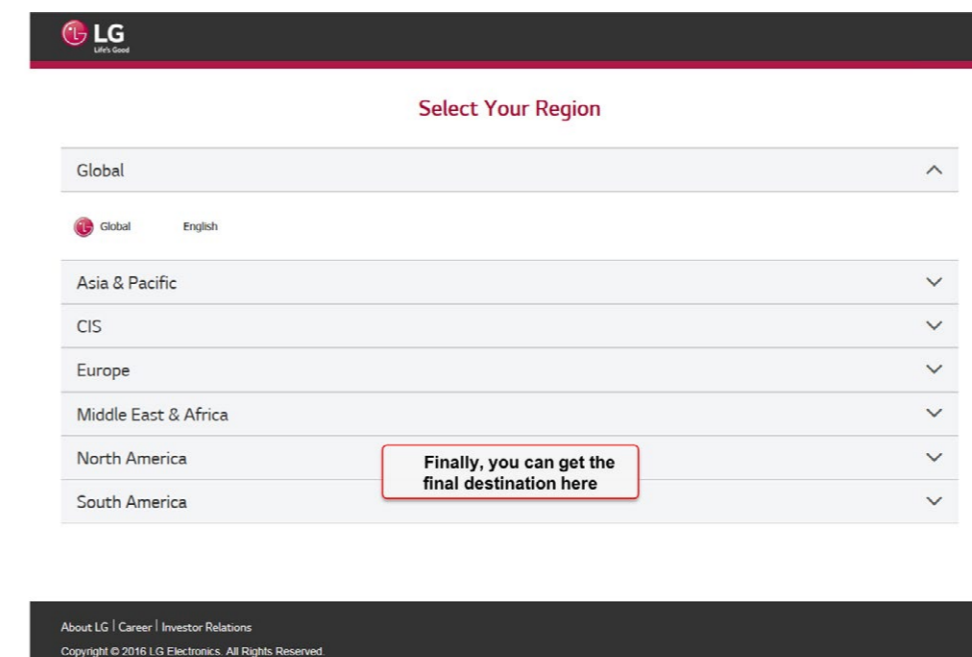 LG
Life's Good
Select Your Region
Global
Global English
Asia & Pacific
CIS
Europe
Middle East & Africa
North America
South America
Finally, you can get the
final destination here
About LG | Career | Investor Relations
Copyright © 2016 LG Electronics. All Rights Reserved.